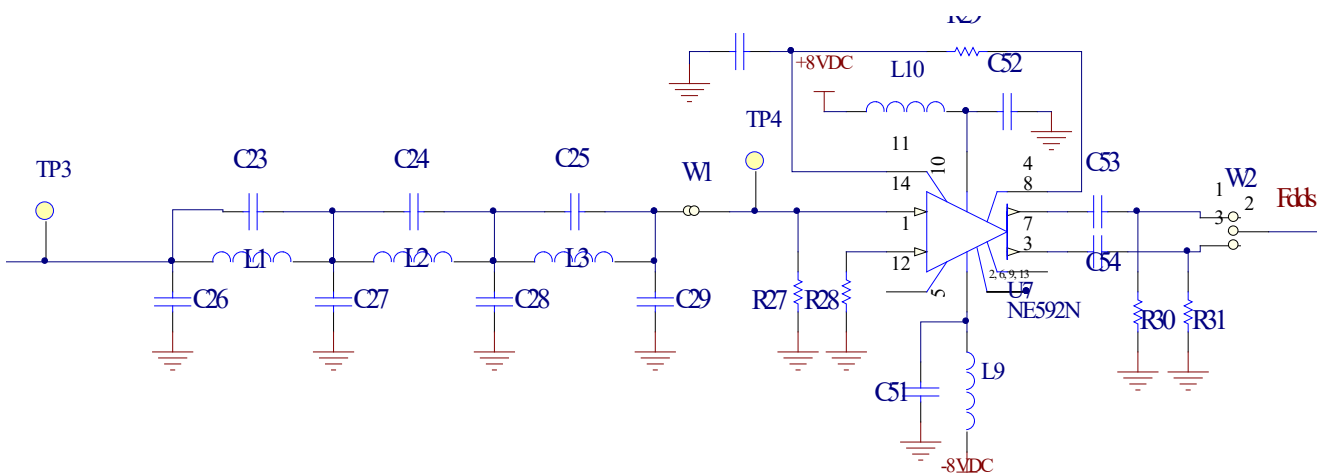 R29
+8VDC
L10
C52
TP4
11
10
4
C23
C24
C25
W1
14
8
C53
W2
TP3
1
2
Fdds
1
7
3
L1
L2
L3
12
3
C54
2, 6, 9, 13
5
U7
C26
C27
C28
C29
R27
R28
NE592N
R30
R31
L9
C51
-8VDC